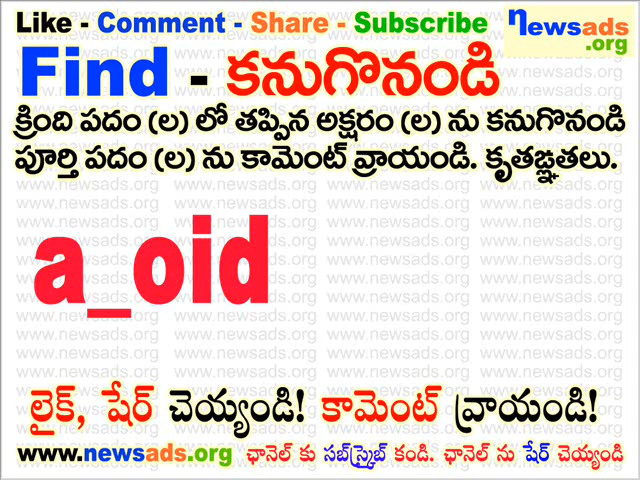 Like - Comment - Share - Subscribe
newsads
.org
Find - కనుగొనండి
క్రింది పదం (ల) లో తప్పిన అక్షరం (ల) ను కనుగొనండి
పూర్తి పదం (ల) ను కామెంట్ వ్రాయండి. కృతఙ్ఞతలు.
a_oid
లైక్, షేర్ చెయ్యండి! కామెంట్ వ్రాయండి!
www.newsads.org ఛానెల్ కు సబ్‌స్క్రైబ్ కండి. ఛానెల్ ను షేర్ చెయ్యండి